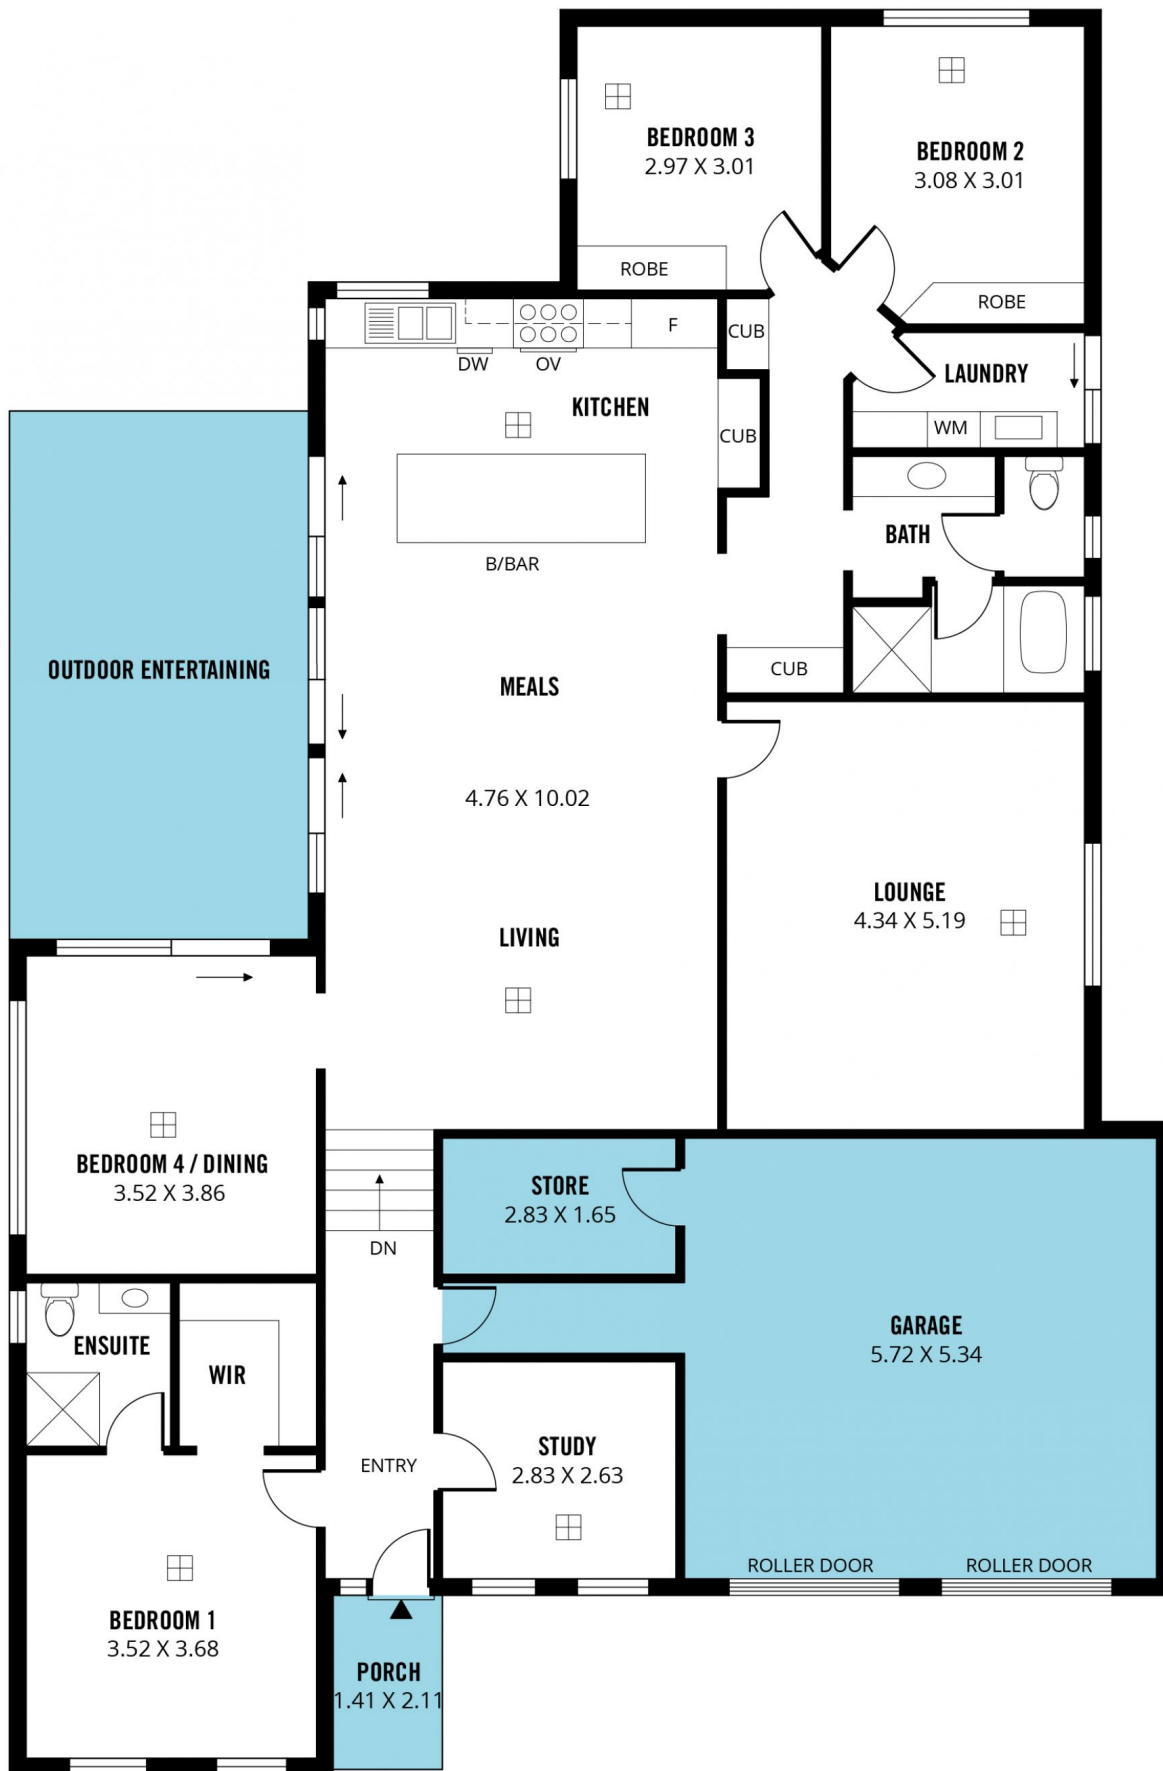 BEDROOM 3
2.97 X 3.01
BEDROOM 2
3.08 X 3.01
ROBE
ROBE
CUB
F
DW
OV
LAUNDRY
KITCHEN
CUB
WM
B/BAR
BATH
OUTDOOR ENTERTAINING
MEALS
CUB
4.76 X 10.02
LOUNGE
4.34 X 5.19
LIVING
BEDROOM 4 / DINING
3.52 X 3.86
STORE
2.83 X 1.65
DN
ENSUITE
WIR
GARAGE
5.72 X 5.34
STUDY
2.83 X 2.63
ENTRY
ROLLER DOOR
ROLLER DOOR
BEDROOM 1
3.52 X 3.68
PORCH
1.41 X 2.11